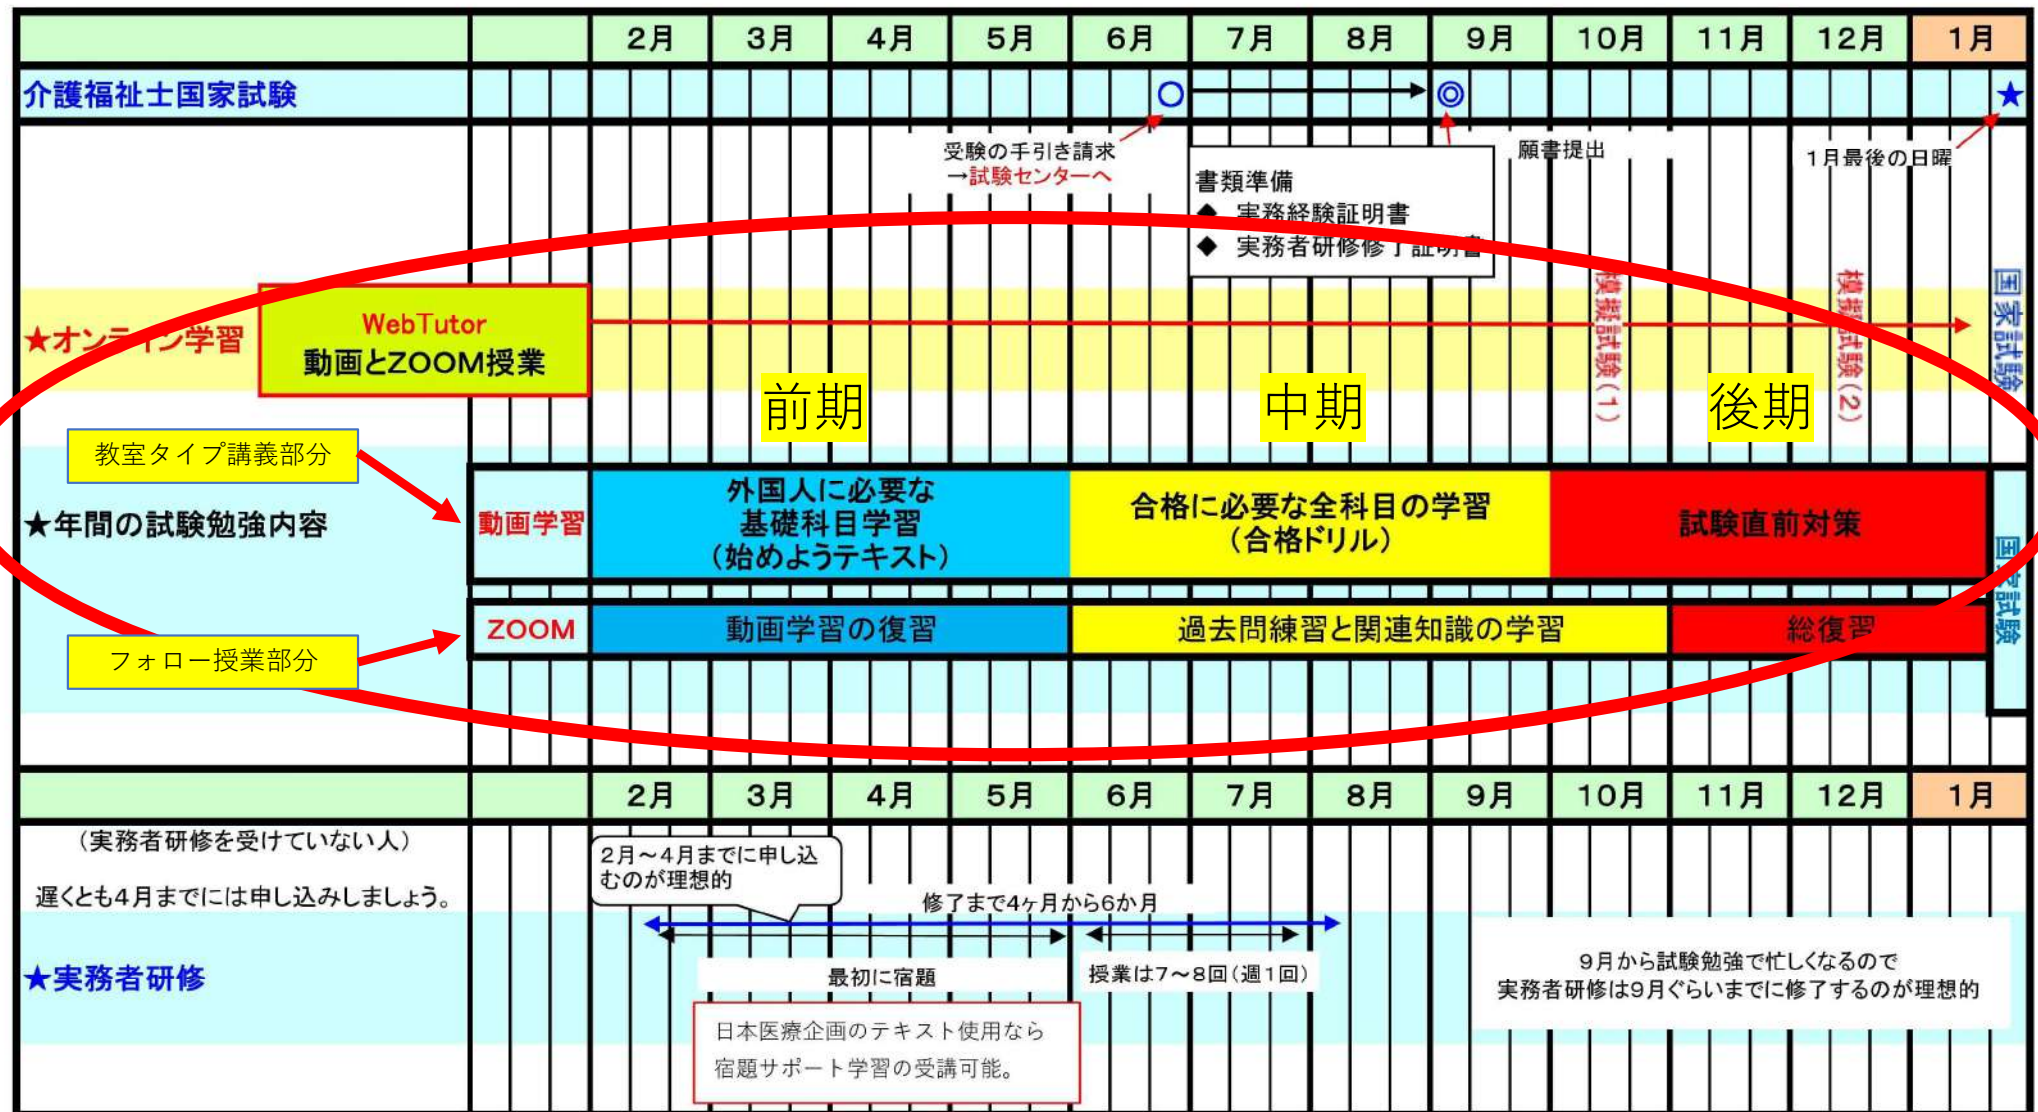 2月 3月 4月 5月 6月 7月 8月 9月 10月 11月 12月 1月
介護福祉士国家試験
○ ◎ ★
受験の手引き請求
→試験センターへ
書類準備
◆ 実務経験証明書
◆ 実務者研修修了証明書
願書提出
1月最後の日曜
★オンライン学習
WebTutor
動画とZOOM授業
模擬試験(1)
模擬試験(2)
国家試験
前期
中期
後期
教室タイプ講義部分
★年間の試験勉強内容
動画学習
外国人に必要な
基礎科目学習
(始めようテキスト)
合格に必要な全科目の学習
(合格ドリル)
試験直前対策
国家試験
フォロー授業部分
ZOOM
動画学習の復習
過去問練習と関連知識の学習
総復習
2月 3月 4月 5月 6月 7月 8月 9月 10月 11月 12月 1月
(実務者研修を受けていない人)
遅くとも4月までには申し込みしましょう。
★実務者研修
2月～4月までに申し込
むのが理想的
修了まで4ヶ月から6か月
最初に宿題
授業は7～8回(週1回)
日本医療企画のテキスト使用なら
宿題サポート学習の受講可能。
9月から試験勉強で忙しくなるので
実務者研修は9月ぐらいまでに修了するのが理想的